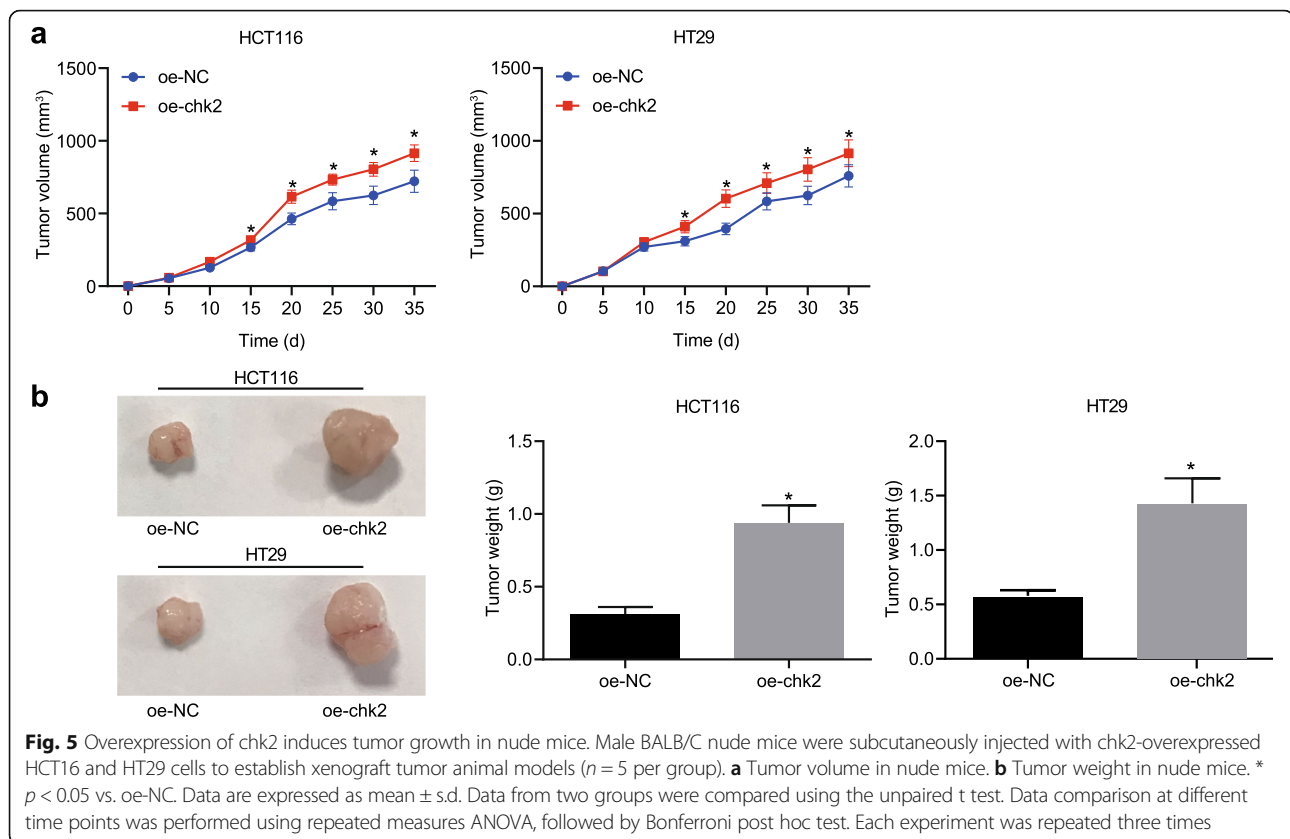 a
HCT116
oe-NC
oe-chk2
Tumor volume (mm³)
1500
1000
500
0
* * * * *
0 5 10 15 20 25 30 35
Time (d)
HT29
oe-NC
oe-chk2
Tumor volume (mm³)
1500
1000
500
0
* * * * *
0 5 10 15 20 25 30 35
Time (d)
b
HCT116
oe-NC oe-chk2
HT29
oe-NC oe-chk2
HCT116
Tumor weight (g)
1.5
1.0
0.5
0.0
*
oe-NC oe-chk2
HT29
Tumor weight (g)
2.0
1.5
1.0
0.5
0.0
*
oe-NC oe-chk2
Fig. 5 Overexpression of chk2 induces tumor growth in nude mice. Male BALB/C nude mice were subcutaneously injected with chk2-overexpressed
HCT16 and HT29 cells to establish xenograft tumor animal models (n = 5 per group). a Tumor volume in nude mice. b Tumor weight in nude mice. *
p < 0.05 vs. oe-NC. Data are expressed as mean ± s.d. Data from two groups were compared using the unpaired t test. Data comparison at different
time points was performed using repeated measures ANOVA, followed by Bonferroni post hoc test. Each experiment was repeated three times